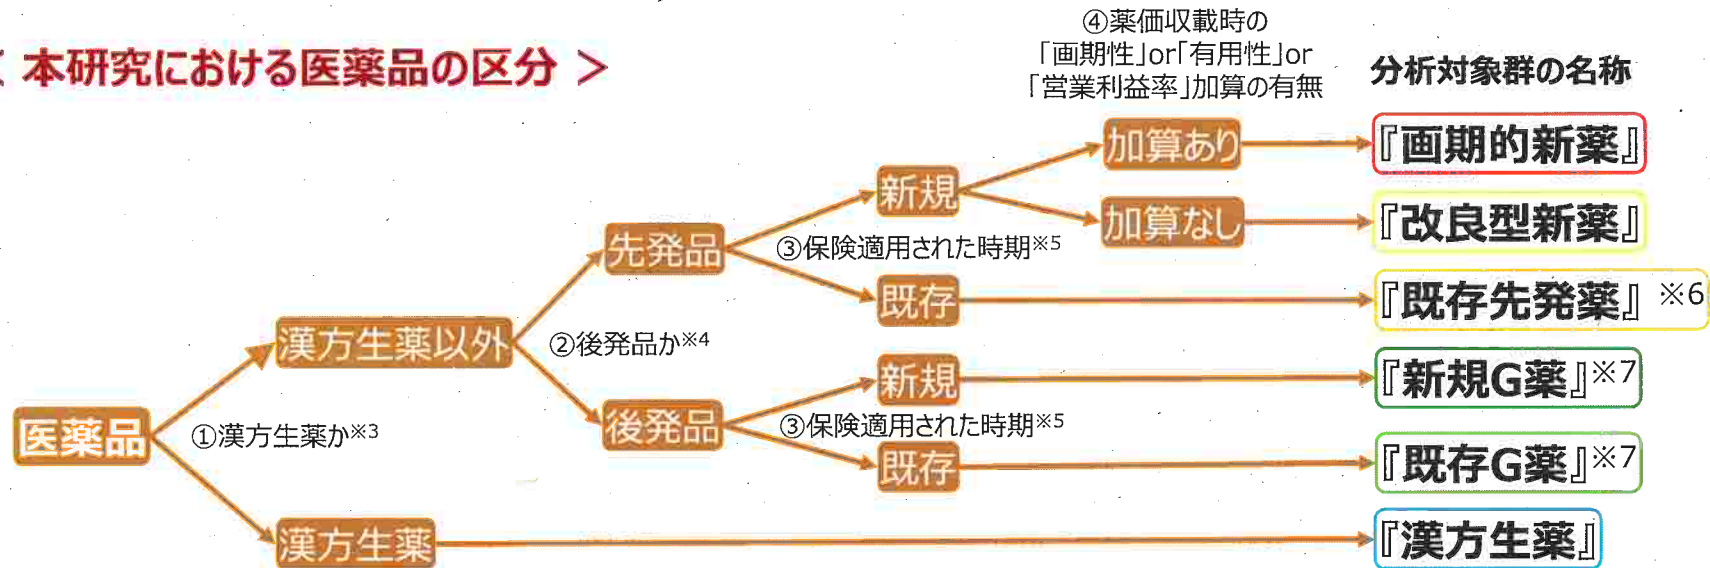 < 本研究における医薬品の区分 >
④薬価収載時の
「画期性」or「有用性」or
「営業利益率」加算の有無
分析対象群の名称
加算あり
『画期的新薬』
新規
加算なし
『改良型新薬』
先発品
③保険適用された時期※5
既存
『既存先発薬』 ※6
漢方生薬以外
②後発品か※4
新規
『新規G薬』※7
医薬品
①漢方生薬か※3
後発品
③保険適用された時期※5
既存
『既存G薬』※7
漢方生薬
『漢方生薬』